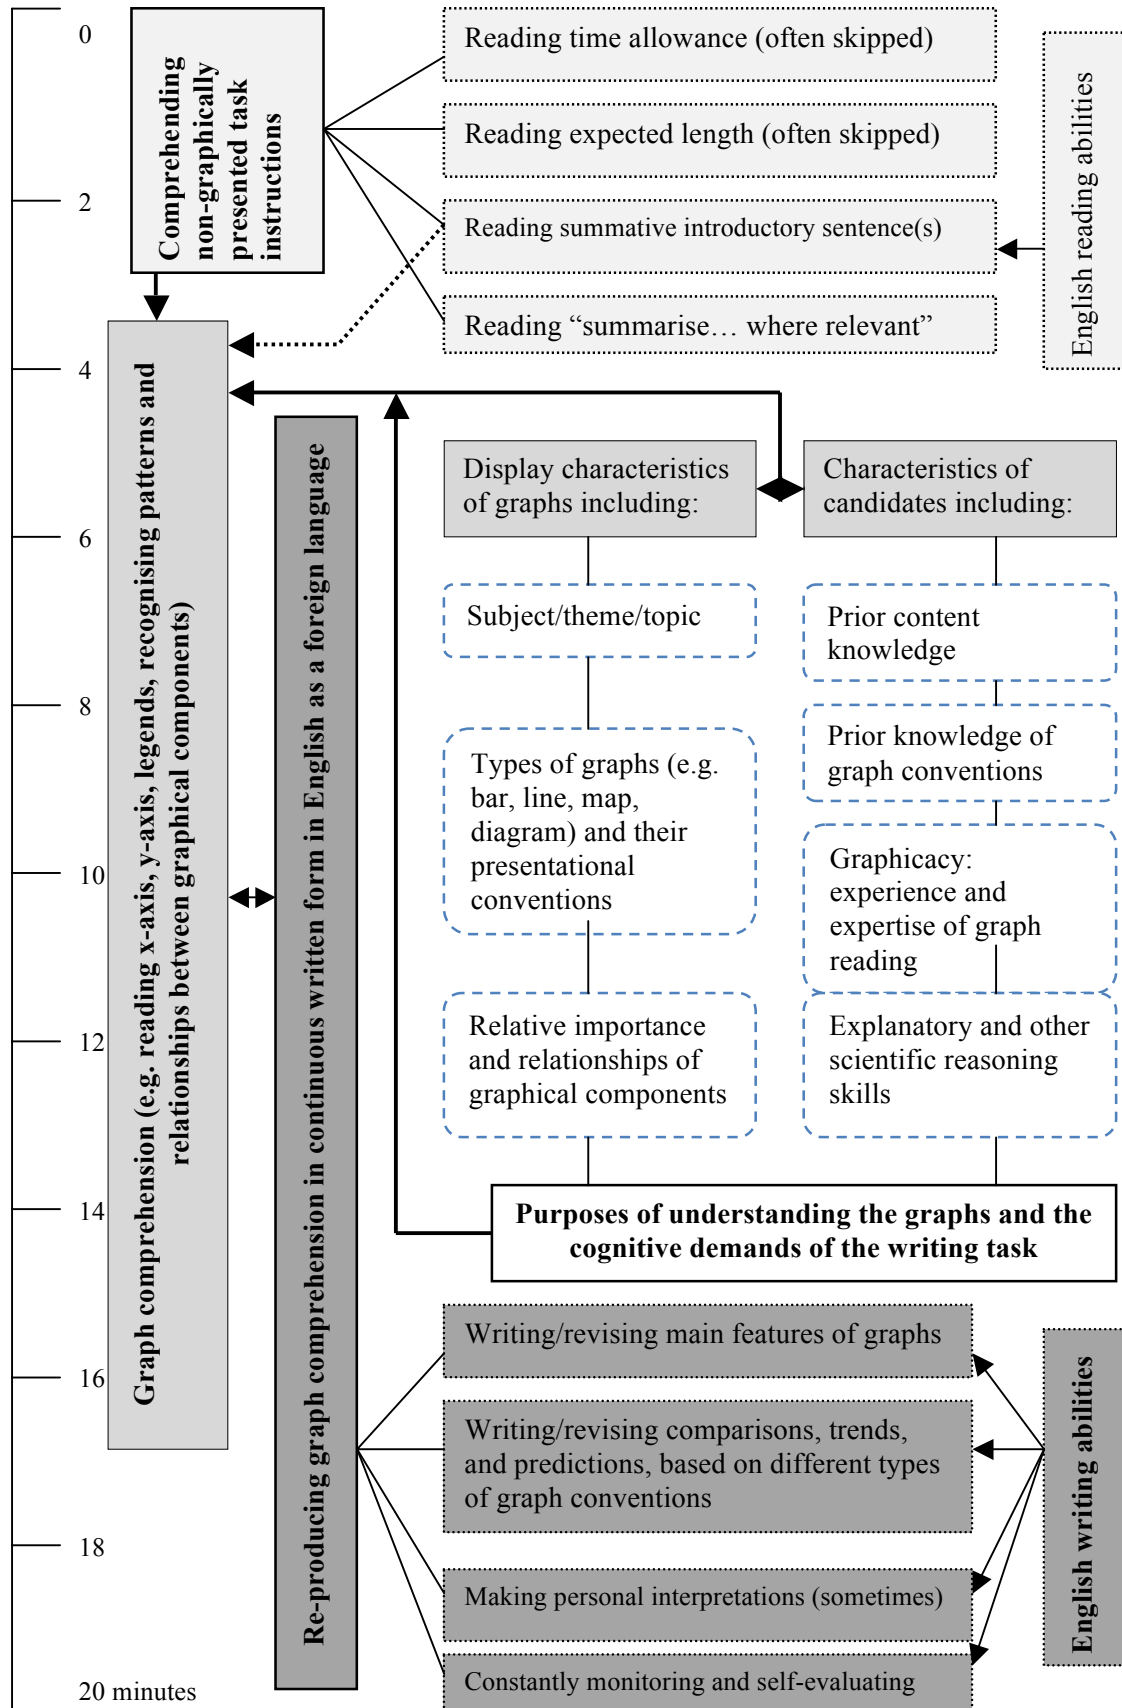 0
2
4
6
8
10
12
14
16
18
20 minutes
Comprehending
non-graphically
presented task
instructions
Reading time allowance (often skipped)
Reading expected length (often skipped)
Reading summative introductory sentence(s)
Reading “summarise… where relevant”
English reading abilities
Graph comprehension (e.g. reading x-axis, y-axis, legends, recognising patterns and
relationships between graphical components)
Re-producing graph comprehension in continuous written form in English as a foreign language
Display characteristics
of graphs including:
Subject/theme/topic
Types of graphs (e.g.
bar, line, map,
diagram) and their
presentational
conventions
Relative importance
and relationships of
graphical components
Characteristics of
candidates including:
Prior content
knowledge
Prior knowledge of
graph conventions
Graphicacy:
experience and
expertise of graph
reading
Explanatory and other
scientific reasoning
skills
Purposes of understanding the graphs and the
cognitive demands of the writing task
Writing/revising main features of graphs
Writing/revising comparisons, trends,
and predictions, based on different types
of graph conventions
Making personal interpretations (sometimes)
Constantly monitoring and self-evaluating
English writing abilities